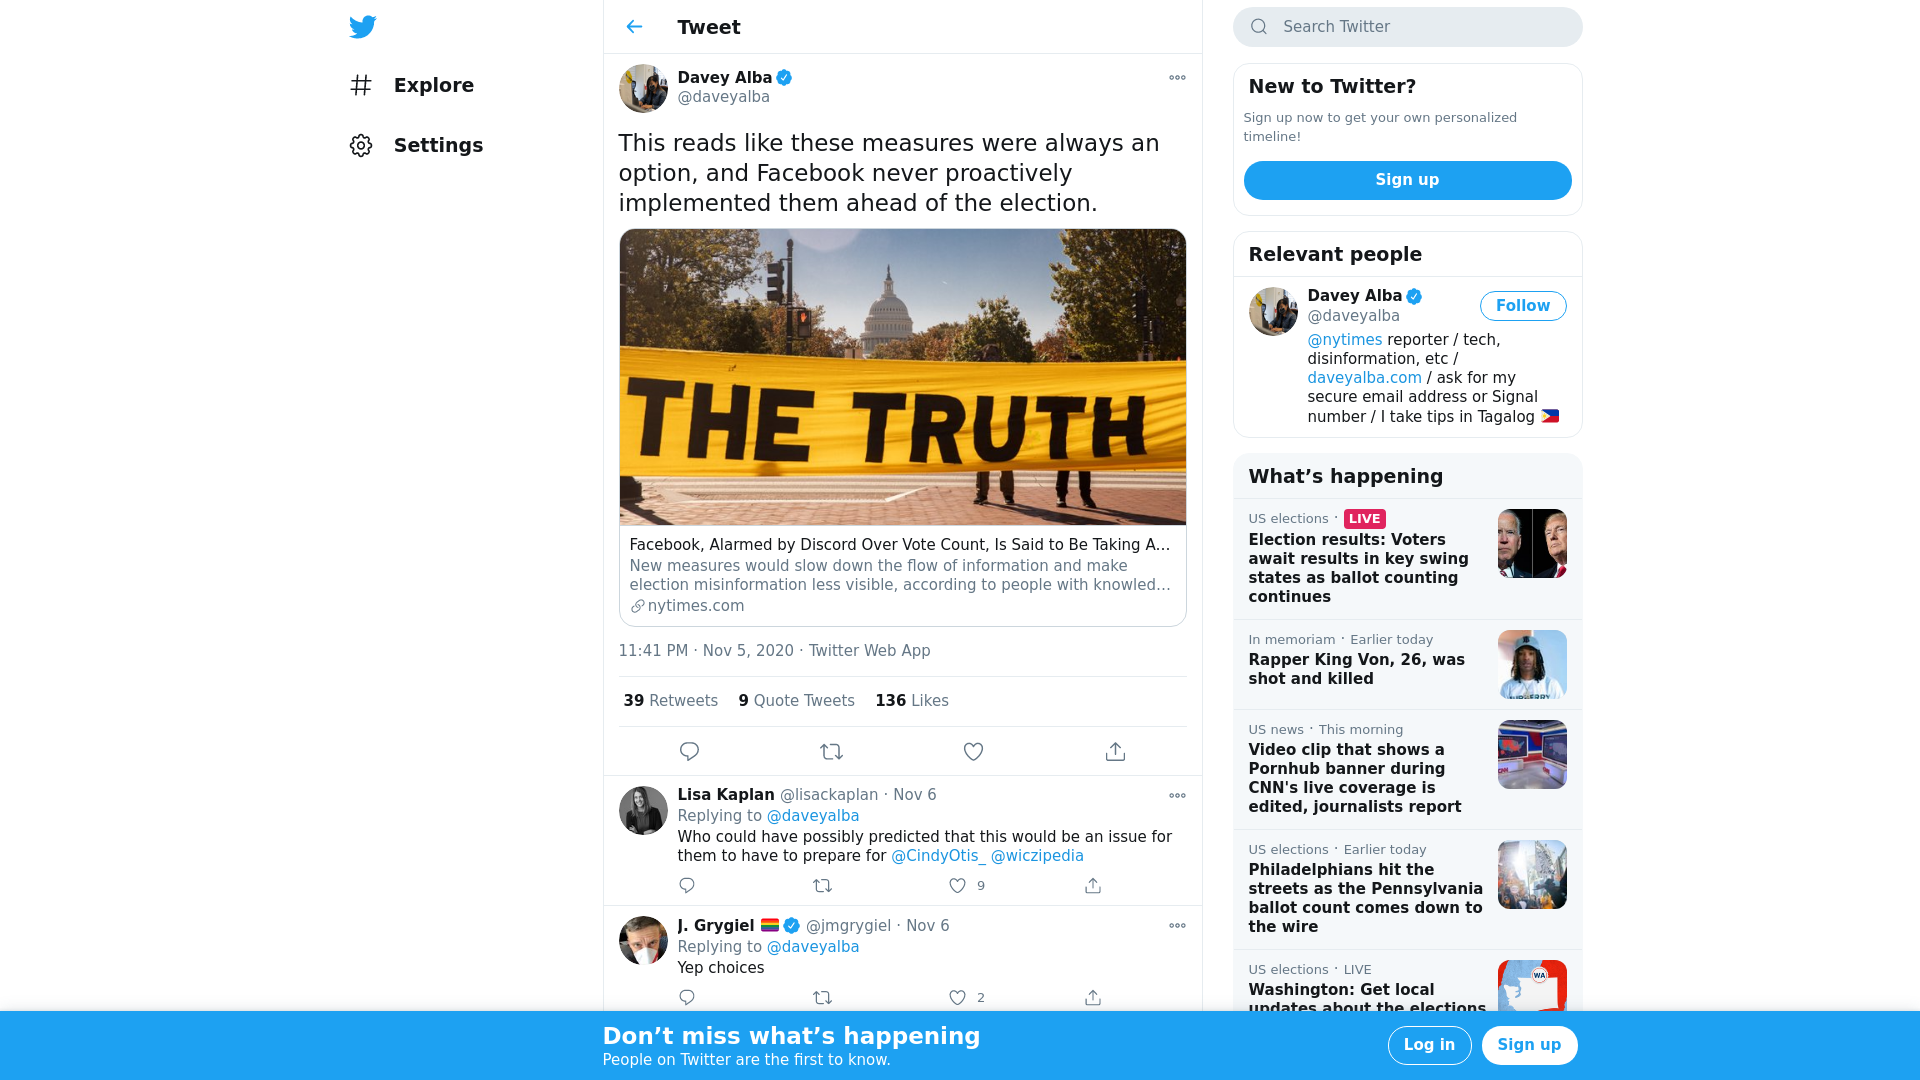 Explore
Settings
Tweet
Davey Alba
@daveyalba
This reads like these measures were always an
option, and Facebook never proactively
implemented them ahead of the election.
THE TRUTH
Facebook, Alarmed by Discord Over Vote Count, Is Said to Be Taking A...
New measures would slow down the flow of information and make
election misinformation less visible, according to people with knowled...
nytimes.com
11:41 PM · Nov 5, 2020 · Twitter Web App
39 Retweets 9 Quote Tweets 136 Likes
Lisa Kaplan @lisackaplan · Nov 6
Replying to @daveyalba
Who could have possibly predicted that this would be an issue for
them to have to prepare for @CindyOtis_ @wiczipedia
9
J. Grygiel @jmgrygiel · Nov 6
Replying to @daveyalba
Yep choices
2
Search Twitter
New to Twitter?
Sign up now to get your own personalized
timeline!
Sign up
Relevant people
Davey Alba
@daveyalba
Follow
@nytimes reporter / tech,
disinformation, etc /
daveyalba.com / ask for my
secure email address or Signal
number / I take tips in Tagalog
What's happening
US elections · LIVE
Election results: Voters
await results in key swing
states as ballot counting
continues
In memoriam · Earlier today
Rapper King Von, 26, was
shot and killed
US news · This morning
Video clip that shows a
Pornhub banner during
CNN's live coverage is
edited, journalists report
US elections · Earlier today
Philadelphians hit the
streets as the Pennsylvania
ballot count comes down to
the wire
US elections · LIVE
Washington: Get local
updates about the elections
WA
Don't miss what's happening
People on Twitter are the first to know.
Log in
Sign up